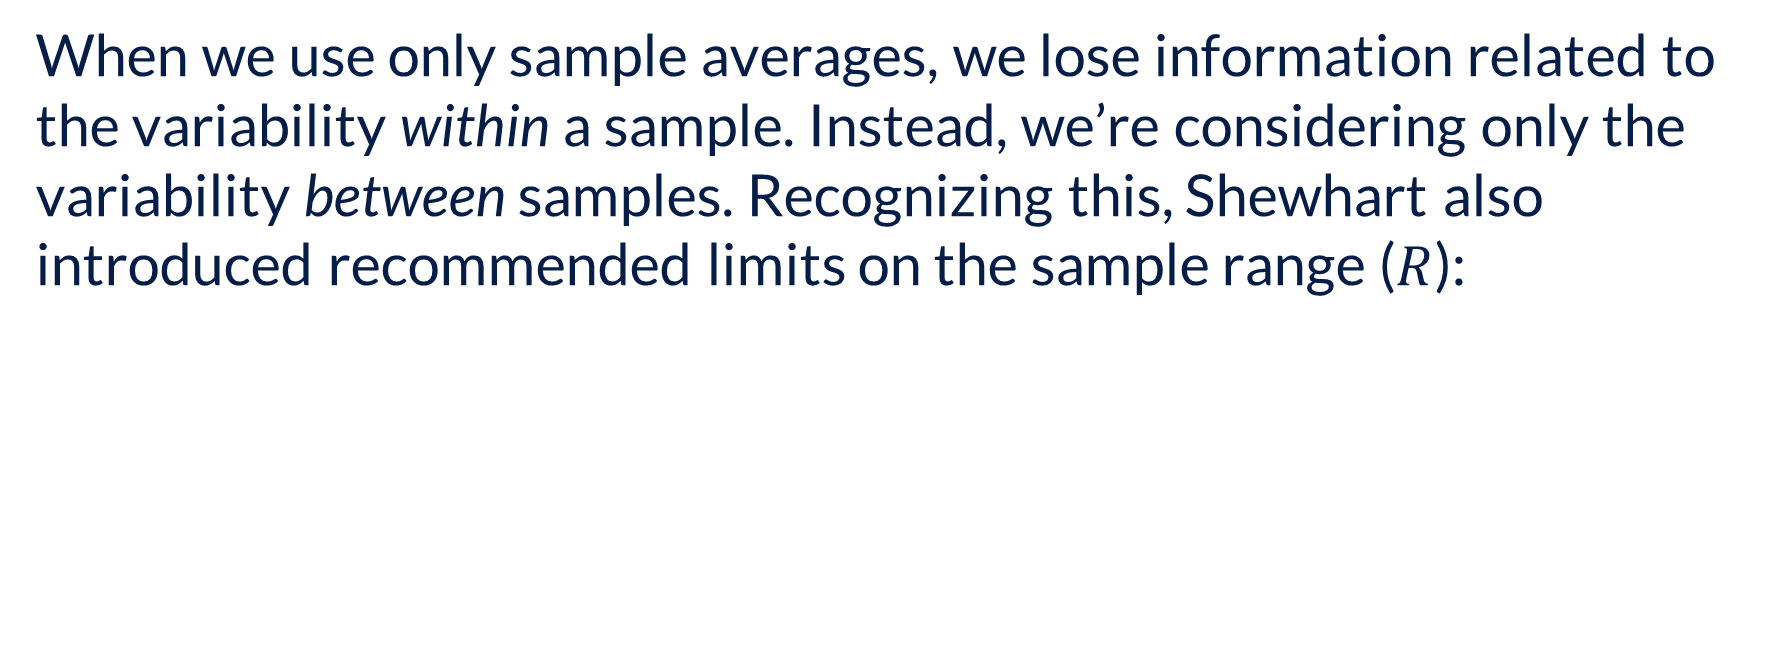 When we use only sample averages, we lose information related to
the variability within a sample. Instead, we’re considering only the
variability between samples. Recognizing this, Shewhart also
introduced recommended limits on the sample range (R):